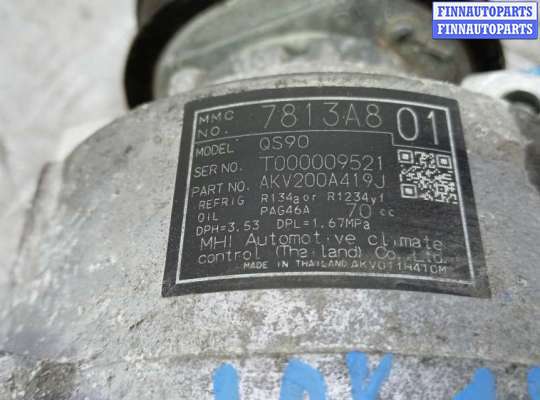 FINNAUTOPARTS
FINNAUTOPARTS
MMC NO. 7813A8 01
MODEL QS90
SER NO. T000009521
PART NO. AKV200A419J
REFRIG R134a or R1234yf
OIL PAG46A 70 cc
DPH=3.53 DPL=1.67MPa
MHI Automotive climate
control (Thailand) Co., Ltd.
MADE IN THAILAND AKV011H410M